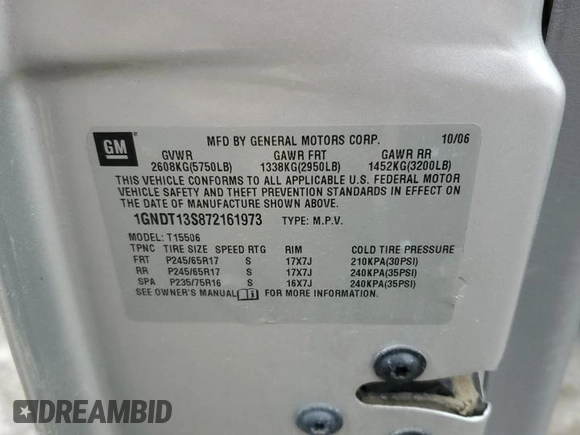 GM
MFD BY GENERAL MOTORS CORP. 10/06
GVWR GAWR FRT GAWR RR
2608KG(5750LB) 1338KG(2950LB) 1452KG(3200LB)
THIS VEHICLE CONFORMS TO ALL APPLICABLE U.S. FEDERAL MOTOR
VEHICLE SAFETY AND THEFT PREVENTION STANDARDS IN EFFECT ON
THE DATE OF MANUFACTURE SHOWN ABOVE.
1GNDT13S872161973 TYPE: M.P.V.
MODEL: T15506
TPNC TIRE SIZE SPEED RTG RIM COLD TIRE PRESSURE
FRT P245/65R17 S 17X7J 210KPA(30PSI)
RR P245/65R17 S 17X7J 240KPA(35PSI)
SPA P235/75R16 S 16X7J 240KPA(35PSI)
SEE OWNER'S MANUAL FOR MORE INFORMATION.
DREAMBID